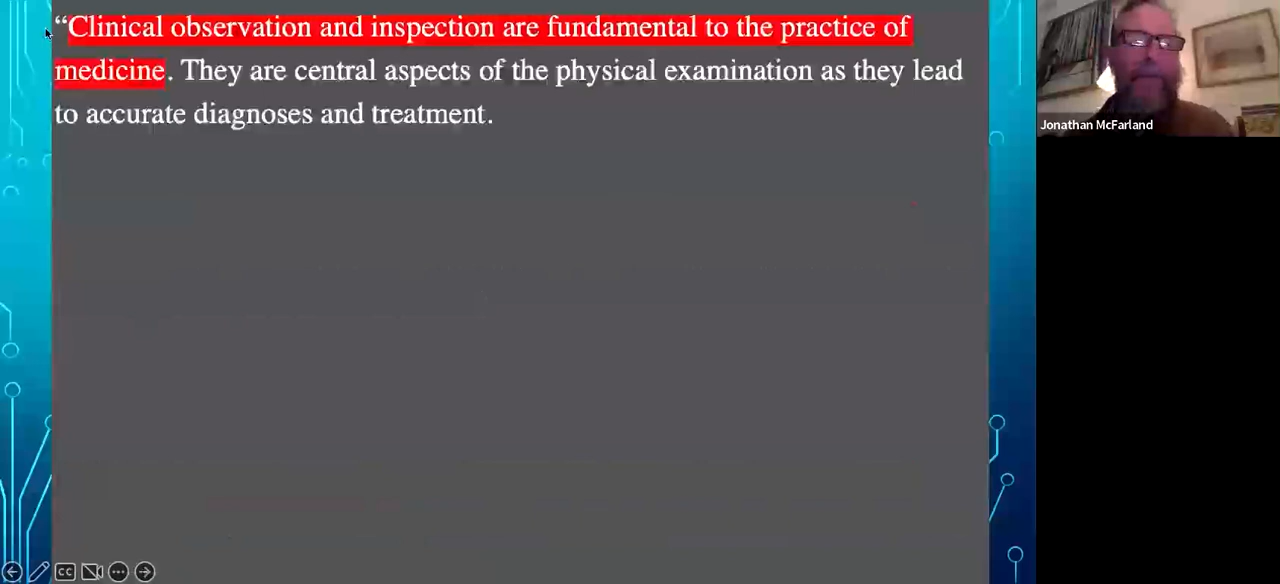 “Clinical observation and inspection are fundamental to the practice of
medicine. They are central aspects of the physical examination as they lead
to accurate diagnoses and treatment.
Jonathan McFarland
CC